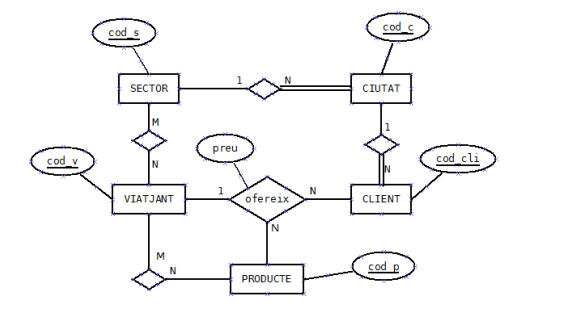 cod_s
cod_c
SECTOR
1
N
CIUTAT
M
N
1
N
cod_v
preu
cod_cli
VIATJANT
1
ofereix
N
CLIENT
N
M
N
PRODUCTE
cod_p